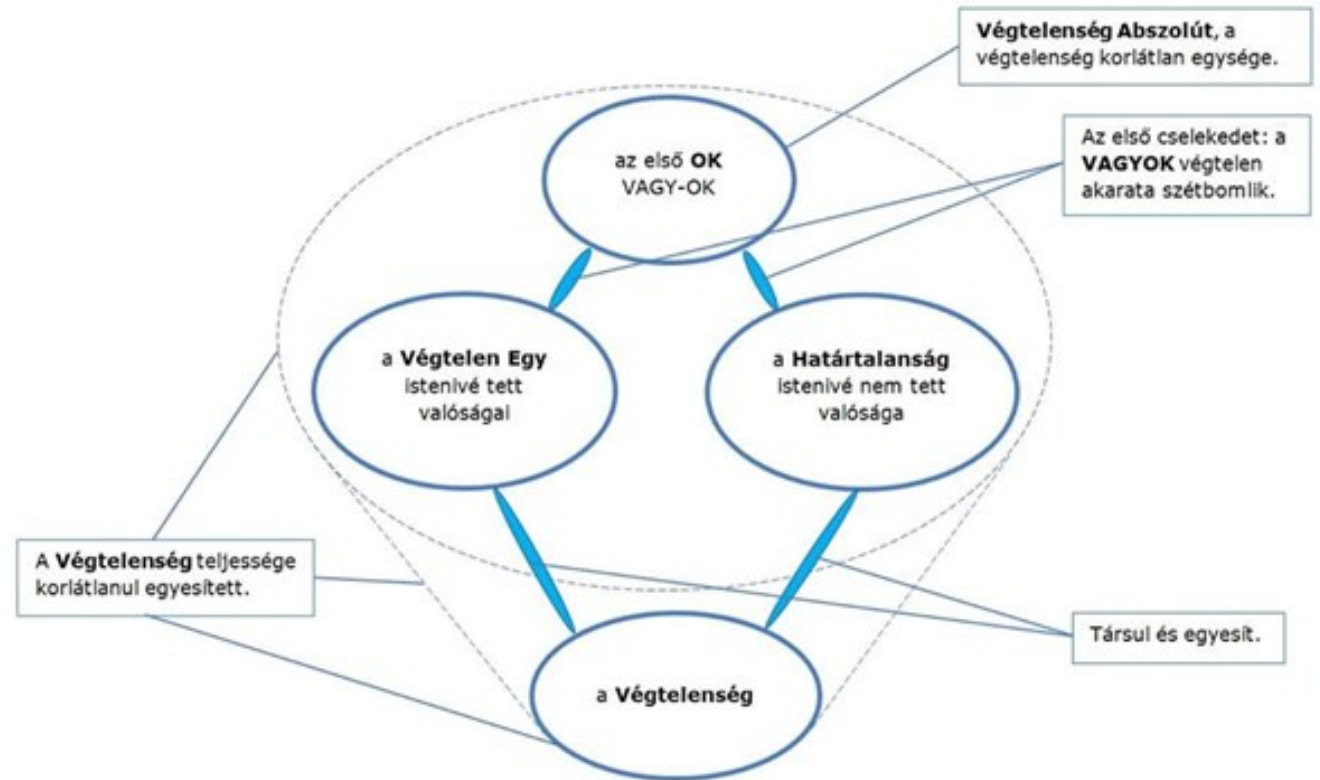 Végtelenség Abszolút, a
végtelenség korlátlan egysége.
Az első cselekedet: a
VAGYOK végtelen
akarata szétbomlik.
az első OK
VAGY-OK
a Végtelen Egy
istenivé tett
valóságai
a Határtalanság
istenivé nem tett
valósága
A Végtelenség teljessége
korlátlanul egyesített.
Társul és egyesít.
a Végtelenség